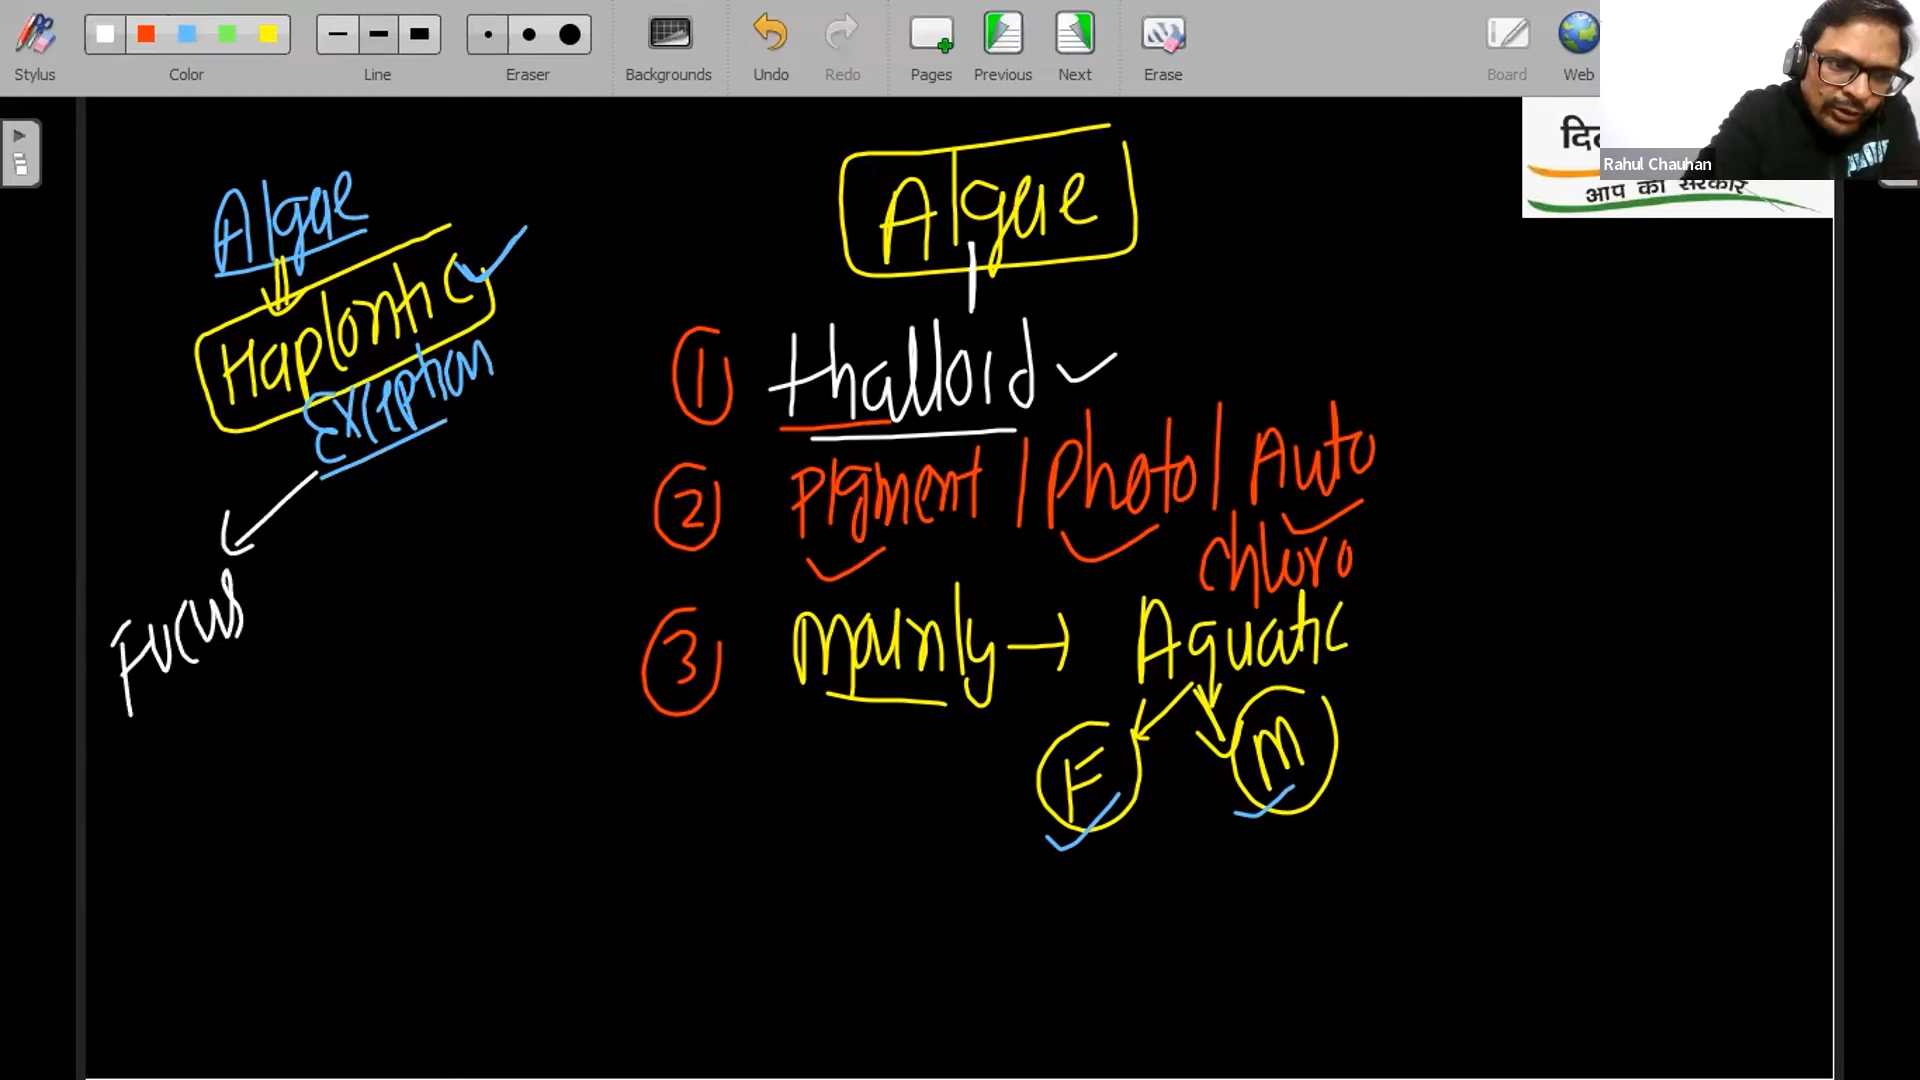 Stylus
Color
Line
Eraser
Backgrounds
Undo
Redo
Pages
Previous
Next
Erase
Board
Web
Rahul Chauhan
आप की सरकार
Algae
Haplontic
Exception
Fucus
Algae
1 thalloid
2 Pigment | Photo | Auto
chloro
3 mainly → Aquatic
F M